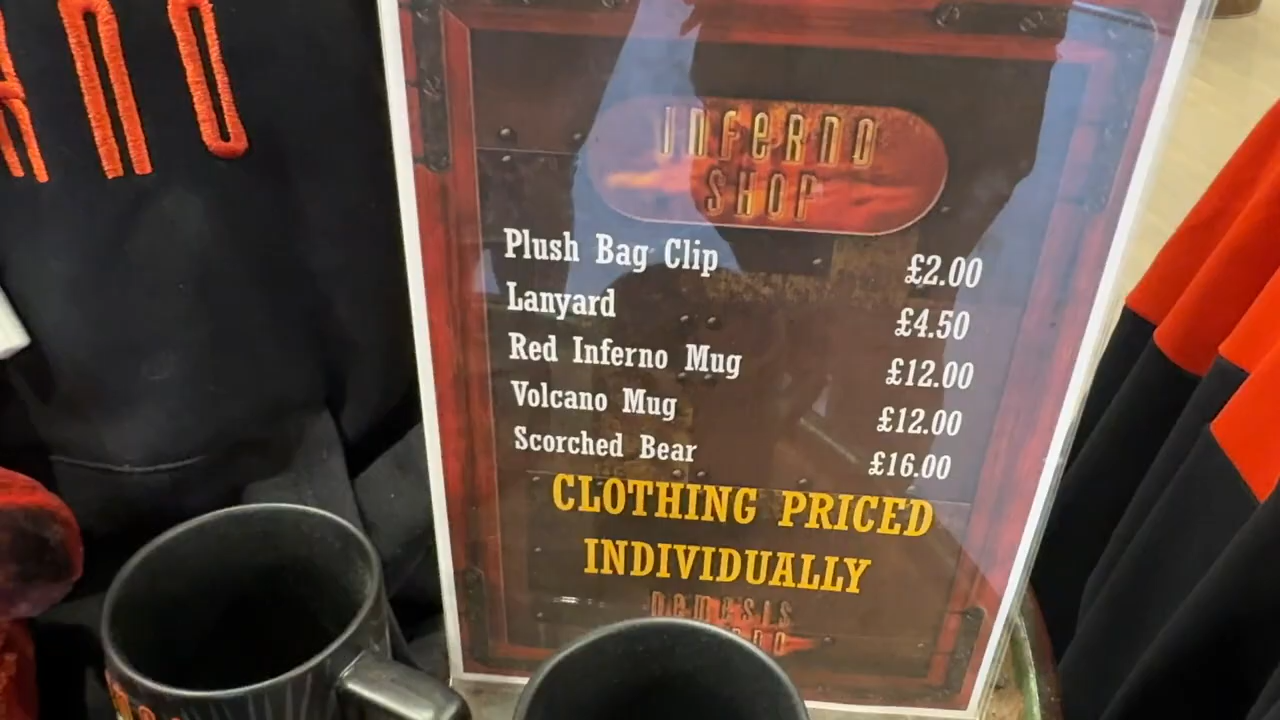 INFERNO
SHOP
Plush Bag Clip £2.00
Lanyard £4.50
Red Inferno Mug £12.00
Volcano Mug £12.00
Scorched Bear £16.00
CLOTHING PRICED
INDIVIDUALLY
NEMESIS